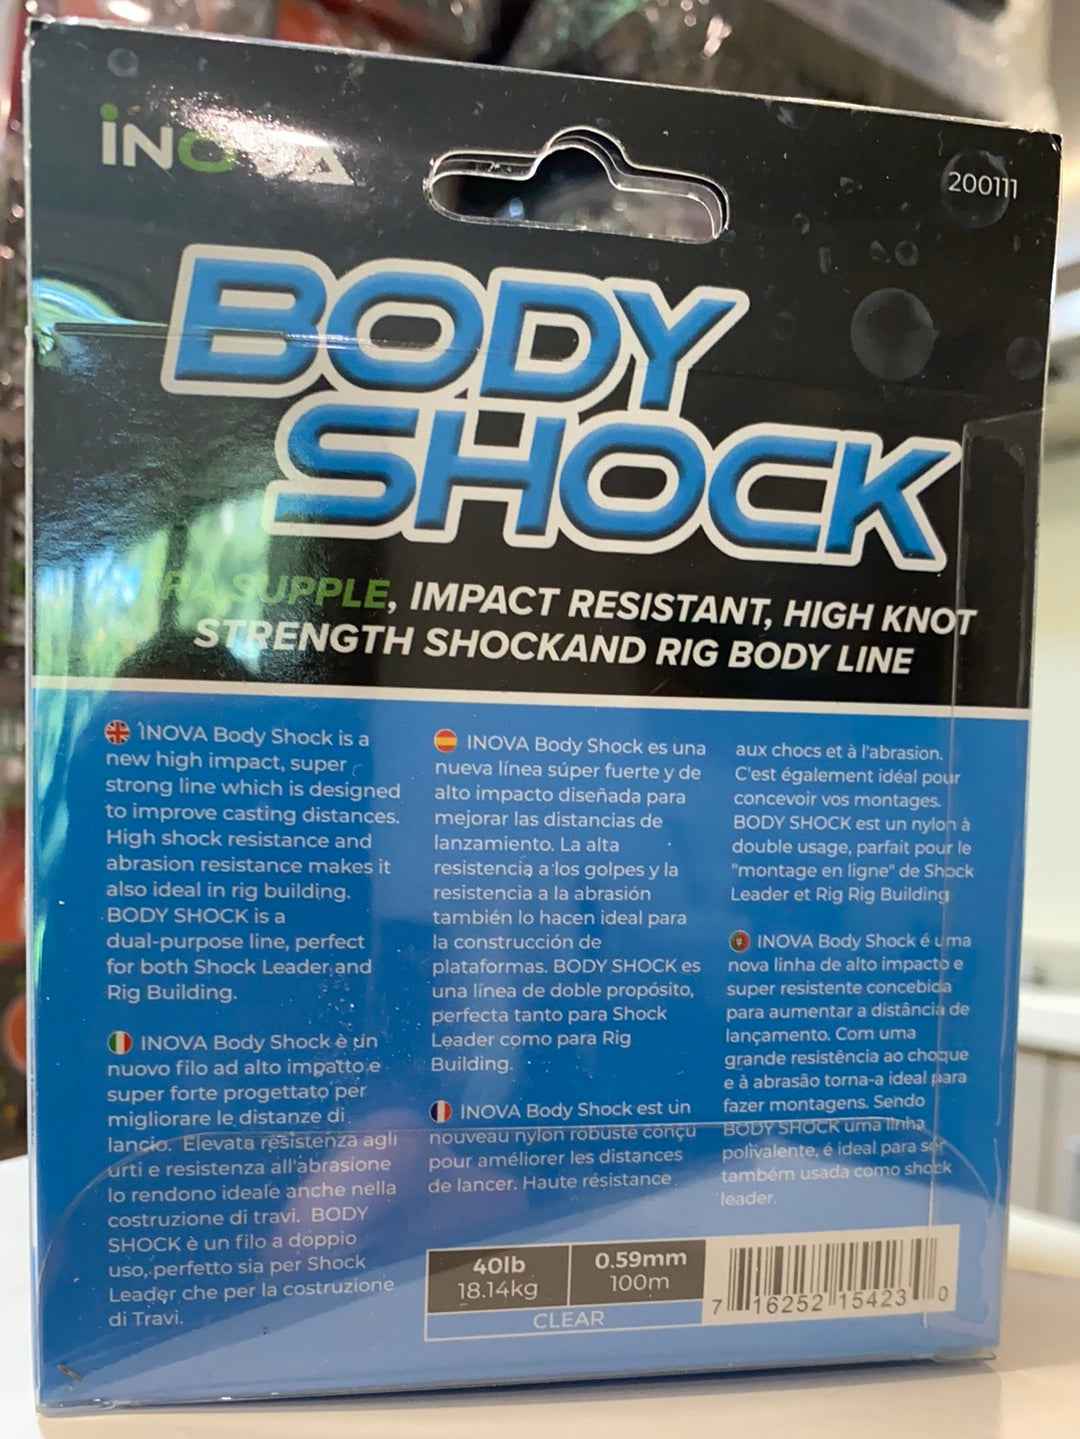 iNOVA
200111
BODY
SHOCK
SUPPLE, IMPACT RESISTANT, HIGH KNOT
STRENGTH SHOCKAND RIG BODY LINE
INOVA Body Shock is a
new high impact, super
strong line which is designed
to improve casting distances.
High shock resistance and
abrasion resistance makes it
also ideal in rig building.
BODY SHOCK is a
dual-purpose line, perfect
for both Shock Leader and
Rig Building.
INOVA Body Shock è un
nuovo filo ad alto impatto e
super forte progettato per
migliorare le distanze di
lancio. Elevata resistenza agli
urti e resistenza all'abrasione
lo rendono ideale anche nella
costruzione di travi. BODY
SHOCK è un filo a doppio
uso, perfetto sia per Shock
Leader che per la costruzione
di Travi.
INOVA Body Shock es una
nueva línea súper fuerte y de
alto impacto diseñada para
mejorar las distancias de
lanzamiento. La alta
resistencia a los golpes y la
resistencia a la abrasión
también lo hacen ideal para
la construcción de
plataformas. BODY SHOCK es
una línea de doble propósito,
perfecta tanto para Shock
Leader como para Rig
Building.
INOVA Body Shock est un
nouveau nylon robuste conçu
pour améliorer les distances
de lancer. Haute résistance
aux chocs et à l'abrasion.
C'est également idéal pour
concevoir vos montages.
BODY SHOCK est un nylon à
double usage, parfait pour le
"montage en ligne" de Shock
Leader et Rig Rig Building
INOVA Body Shock é uma
nova linha de alto impacto e
super resistente concebida
para aumentar a distância de
lançamento. Com uma
grande resistência ao choque
e à abrasão torna-a ideal para
fazer montagens. Sendo
BODY SHOCK uma linha
polivalente, é ideal para ser
também usada como shock
leader.
40lb
18.14kg
0.59mm
100m
CLEAR
7 16252 15423 0